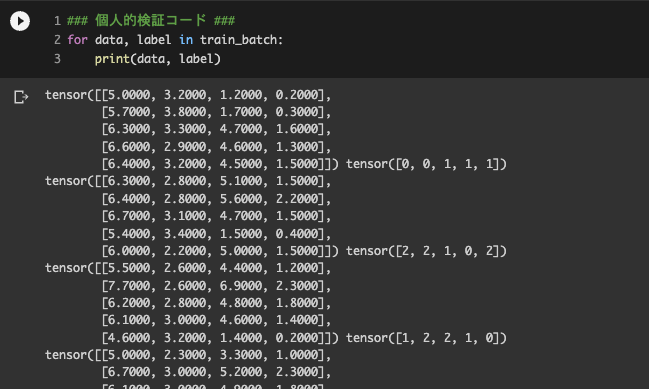 1 ### 個人的検証コード ###
2 for data, label in train_batch:
3     print(data, label)
tensor([[5.0000, 3.2000, 1.2000, 0.2000],
        [5.7000, 3.8000, 1.7000, 0.3000],
        [6.3000, 3.3000, 4.7000, 1.6000],
        [6.6000, 2.9000, 4.6000, 1.3000],
        [6.4000, 3.2000, 4.5000, 1.5000]]) tensor([0, 0, 1, 1, 1])
tensor([[6.3000, 2.8000, 5.1000, 1.5000],
        [6.4000, 2.8000, 5.6000, 2.2000],
        [6.7000, 3.1000, 4.7000, 1.5000],
        [5.4000, 3.4000, 1.5000, 0.4000],
        [6.0000, 2.2000, 5.0000, 1.5000]]) tensor([2, 2, 1, 0, 2])
tensor([[5.5000, 2.6000, 4.4000, 1.2000],
        [7.7000, 2.6000, 6.9000, 2.3000],
        [6.2000, 2.8000, 4.8000, 1.8000],
        [6.1000, 3.0000, 4.6000, 1.4000],
        [4.6000, 3.2000, 1.4000, 0.2000]]) tensor([1, 2, 2, 1, 0])
tensor([[5.0000, 2.3000, 3.3000, 1.0000],
        [6.7000, 3.0000, 5.2000, 2.3000],
        [6.1000, 3.0000, 4.9000, 1.8000],